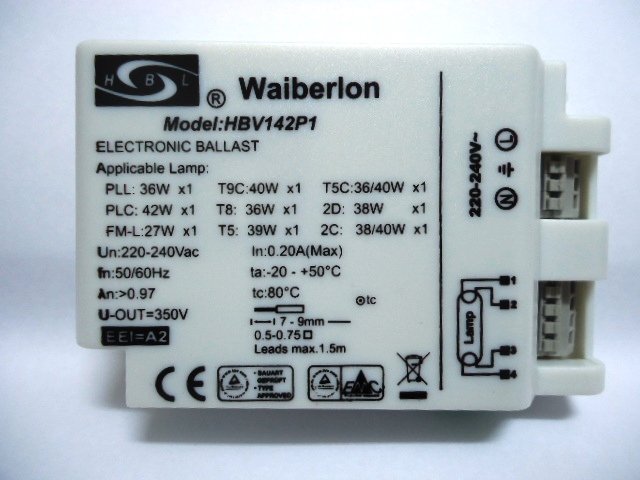 H B L
® Waiberlon
Model:HBV142P1
ELECTRONIC BALLAST
Applicable Lamp:
PLL: 36W x1 T9C:40W x1 T5C:36/40W x1
PLC: 42W x1 T8: 36W x1 2D: 38W x1
FM-L:27W x1 T5: 39W x1 2C: 38/40W x1
Un:220-240Vac In:0.20A(Max)
fn:50/60Hz ta:-20 - +50°C
λn:>0.97 tc:80°C
tc
U-OUT=350V 7 - 9mm
EEI=A2 0.5-0.75
Leads max.1.5m
CE
BAUART
GEPRÜFT
TYPE
APPROVED
220-240V~
L
N
Lamp
1
2
3
4